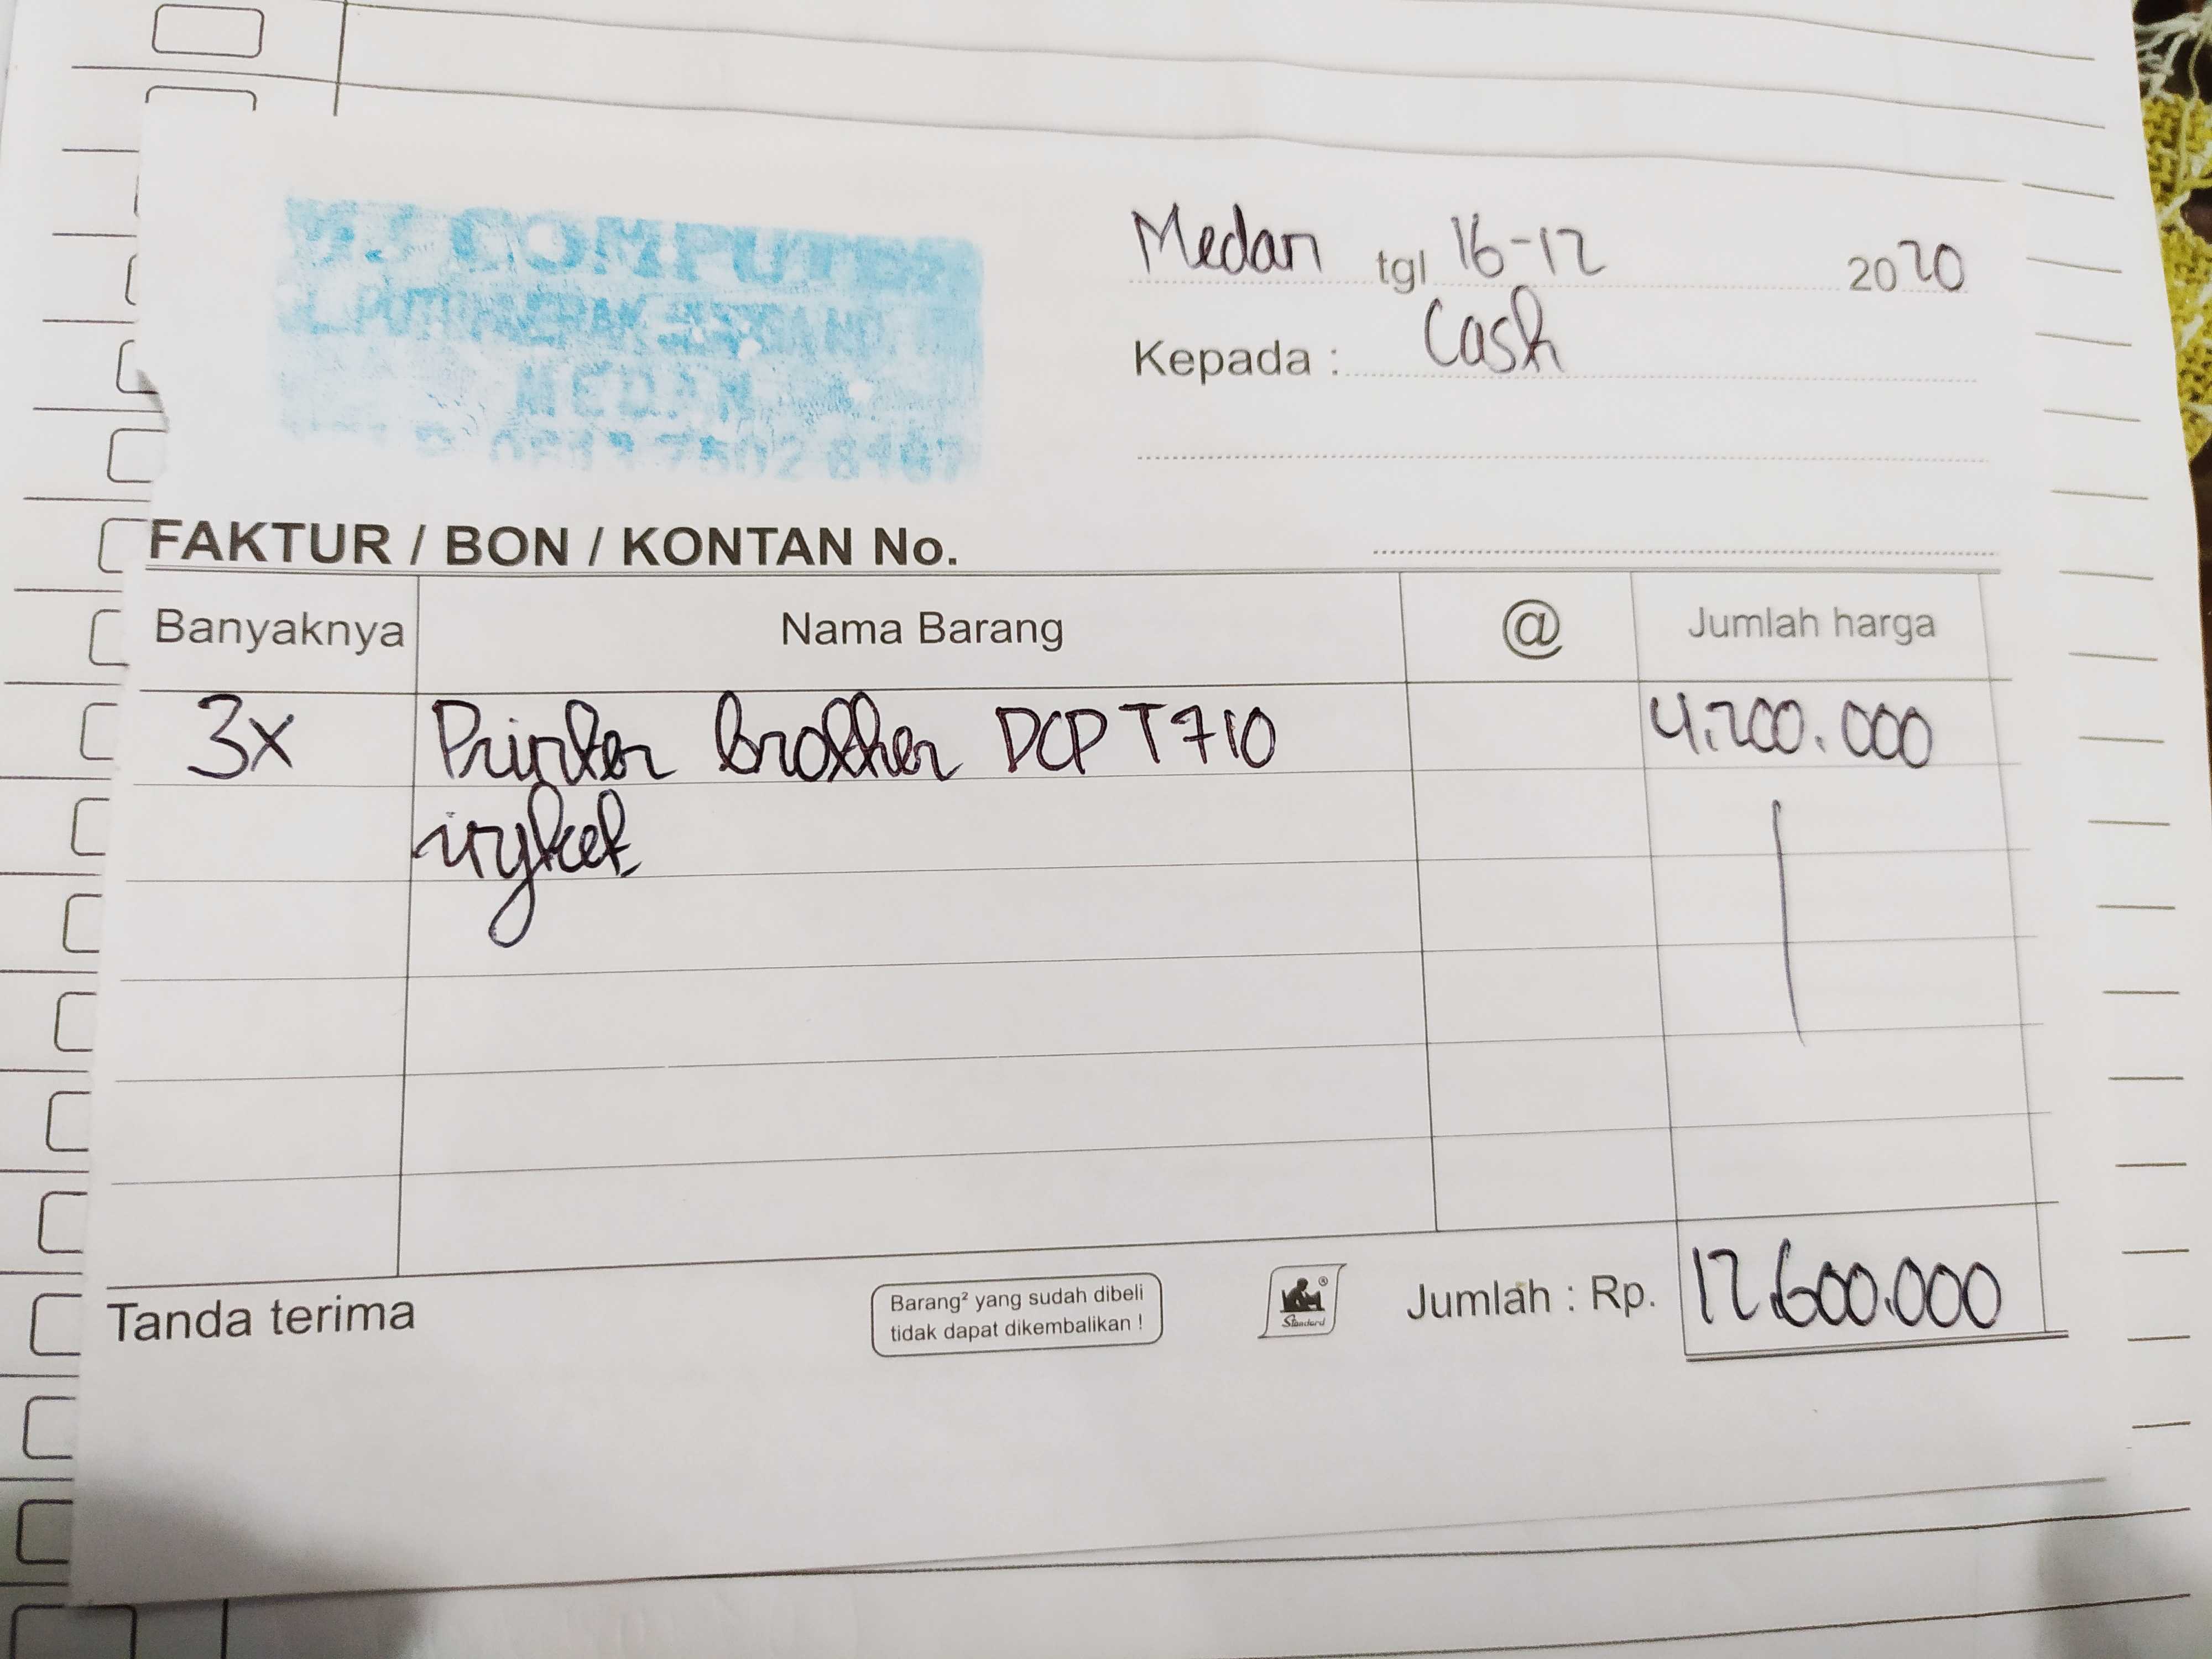 COMPUTER
MEDAN
Medan tgl 16-12 2020
Kepada : Cash
FAKTUR / BON / KONTAN No.
Banyaknya Nama Barang @ Jumlah harga
3x Printer Brother DCP T710 4.200.000
inkjet
Tanda terima
Barang² yang sudah dibeli
tidak dapat dikembalikan !
Standard
Jumlah : Rp. 12.600.000